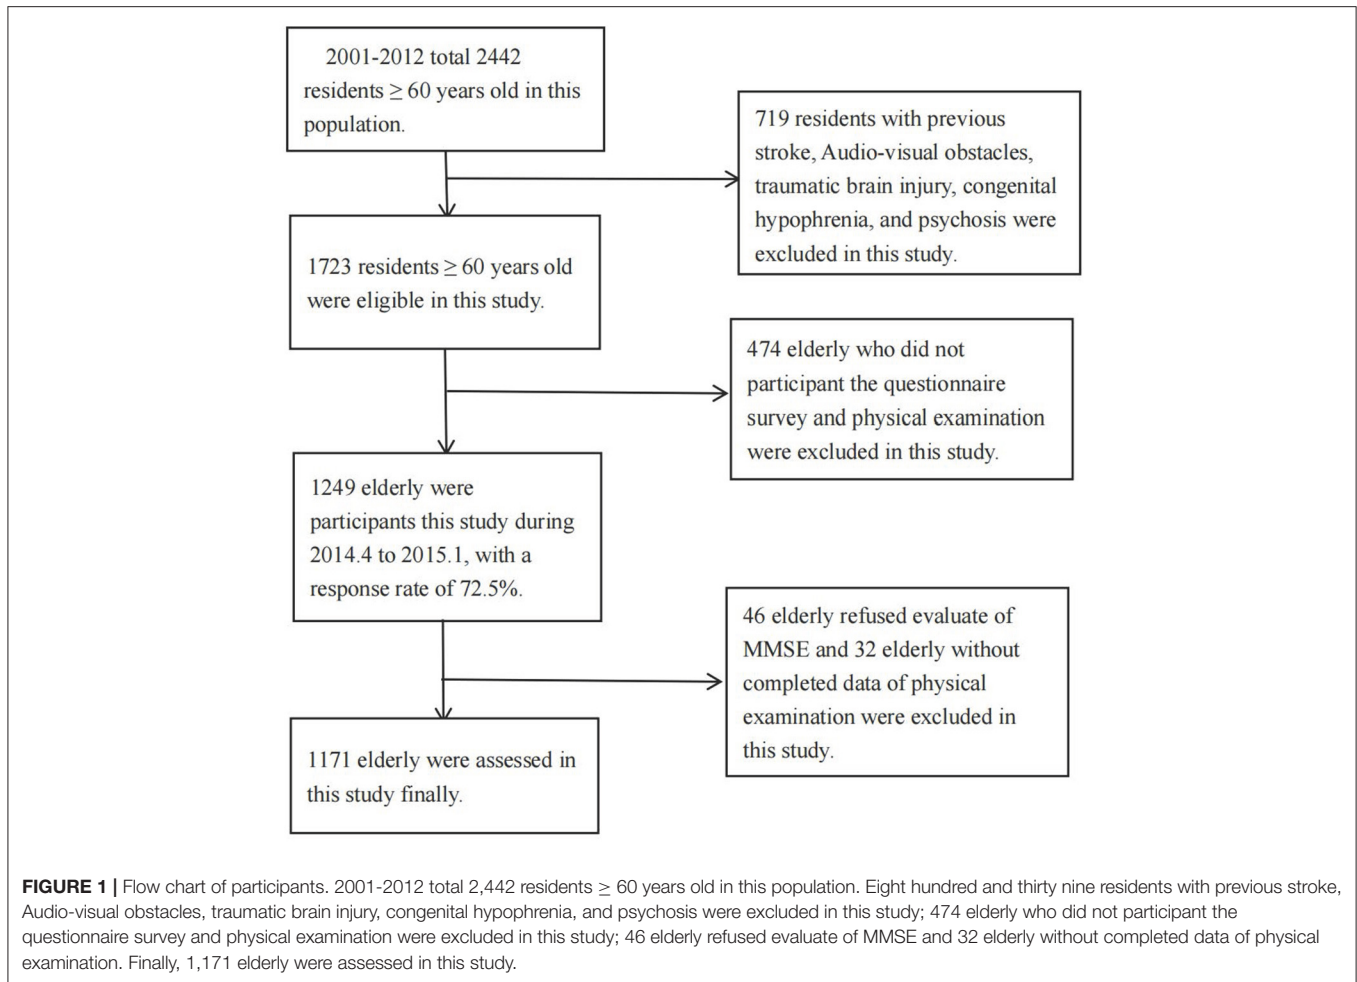 2001-2012 total 2442
residents ≥ 60 years old in this
population.
719 residents with previous
stroke, Audio-visual obstacles,
traumatic brain injury, congenital
hypophrenia, and psychosis were
excluded in this study.
1723 residents ≥ 60 years old
were eligible in this study.
474 elderly who did not
participant the questionnaire
survey and physical examination
were excluded in this study.
1249 elderly were
participants this study during
2014.4 to 2015.1, with a
response rate of 72.5%.
46 elderly refused evaluate of
MMSE and 32 elderly without
completed data of physical
examination were excluded in
this study.
1171 elderly were assessed in
this study finally.
FIGURE 1 | Flow chart of participants. 2001-2012 total 2,442 residents ≥ 60 years old in this population. Eight hundred and thirty nine residents with previous stroke,
Audio-visual obstacles, traumatic brain injury, congenital hypophrenia, and psychosis were excluded in this study; 474 elderly who did not participant the
questionnaire survey and physical examination were excluded in this study; 46 elderly refused evaluate of MMSE and 32 elderly without completed data of physical
examination. Finally, 1,171 elderly were assessed in this study.